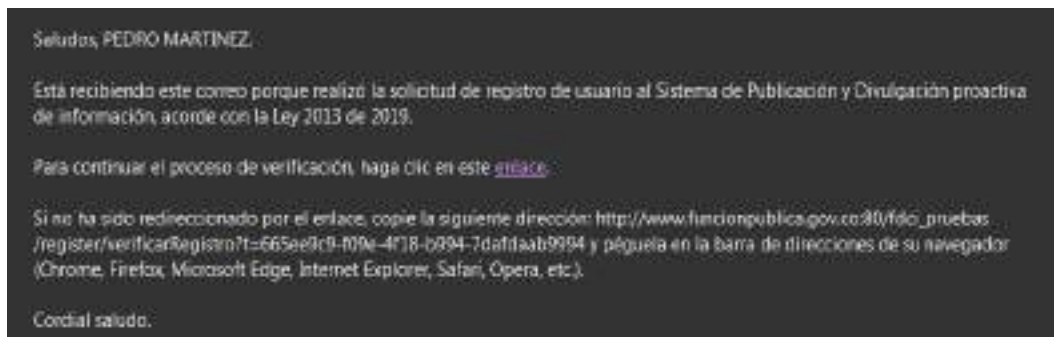 Saludos, PEDRO MARTINEZ.
Está recibiendo este correo porque realizó la solicitud de registro de usuario al Sistema de Publicación y Divulgación proactiva
de información, acorde con la Ley 2013 de 2019.
Para continuar el proceso de verificación, haga clic en este enlace.
Si no ha sido redireccionado por el enlace, copie la siguiente dirección: http://www.funcionpublica.gov.co:80/fdci_pruebas
/register/verificarRegistro?t=665ee9c9-f09e-4f18-b994-7dafdaab9994 y péguela en la barra de direcciones de su navegador
(Chrome, Firefox, Microsoft Edge, Internet Explorer, Safari, Opera, etc.).
Cordial saludo.